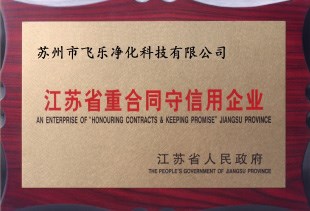 苏州市飞乐净化科技有限公司
江苏省重合同守信用企业
AN ENTERPRISE OF "HONOURING CONTRACTS & KEEPING PROMISE" JIANGSU PROVINCE
江苏省人民政府
THE PEOPLE'S GOVERNMENT OF JIANGSU PROVINCE